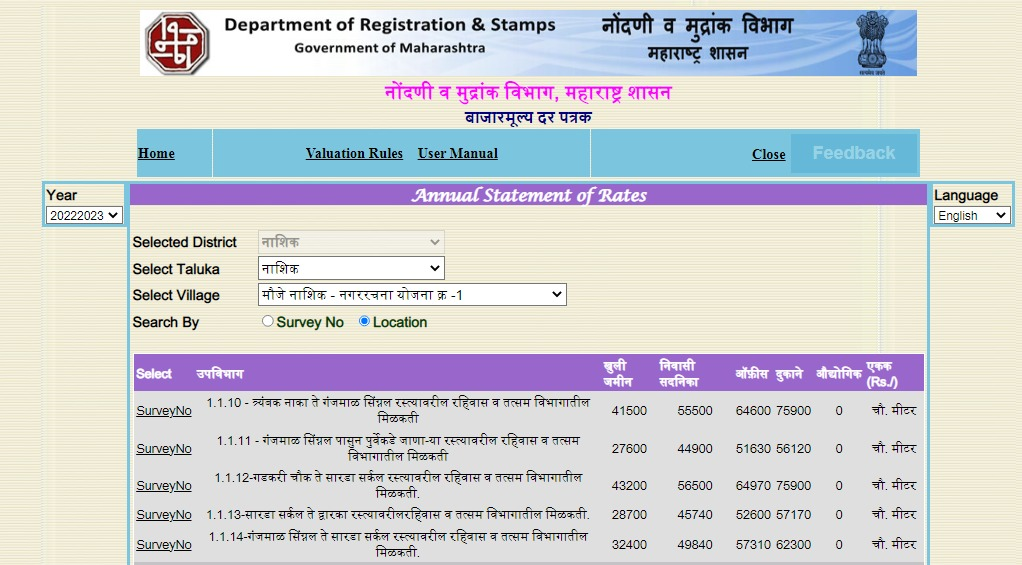 Department of Registration & Stamps
Government of Maharashtra
नोंदणी व मुद्रांक विभाग
महाराष्ट्र शासन
नोंदणी व मुद्रांक विभाग, महाराष्ट्र शासन
बाजारमूल्य दर पत्रक
Home Valuation Rules User Manual Close Feedback
Year
20222023
Annual Statement of Rates
Language
English
Selected District नाशिक
Select Taluka नाशिक
Select Village मौजे नाशिक - नगररचना योजना क्र -1
Search By Survey No Location
Select उपविभाग खुली जमीन निवासी सदनिका ऑफ़ीस दुकाने औद्योगिक एकक (Rs./)
SurveyNo 1.1.10 - त्र्यंबक नाका ते गंजमाळ सिंग्नल रस्त्यावरील रहिवास व तत्सम विभागातील 41500 55500 64600 75900 0 चौ. मीटर
मिळकती
SurveyNo 1.1.11 - गंजमाळ सिंग्नल पासुन पुर्वेकडे जाणा-या रस्त्यावरील रहिवास व तत्सम 27600 44900 51630 56120 0 चौ. मीटर
विभागातील मिळकती
SurveyNo 1.1.12-गडकरी चौक ते सारडा सर्कल रस्त्यावरील रहिवास व तत्सम विभागातील 43200 56500 64970 75900 0 चौ. मीटर
मिळकती.
SurveyNo 1.1.13-सारडा सर्कल ते द्वारका रस्त्यावरीलरहिवास व तत्सम विभागातील मिळकती. 28700 45740 52600 57170 0 चौ. मीटर
SurveyNo 1.1.14-गंजमाळ सिंग्नल ते सारडा सर्कल रस्त्यावरील रहिवास व तत्सम विभागातील 32400 49840 57310 62300 0 चौ. मीटर
मिळकती.